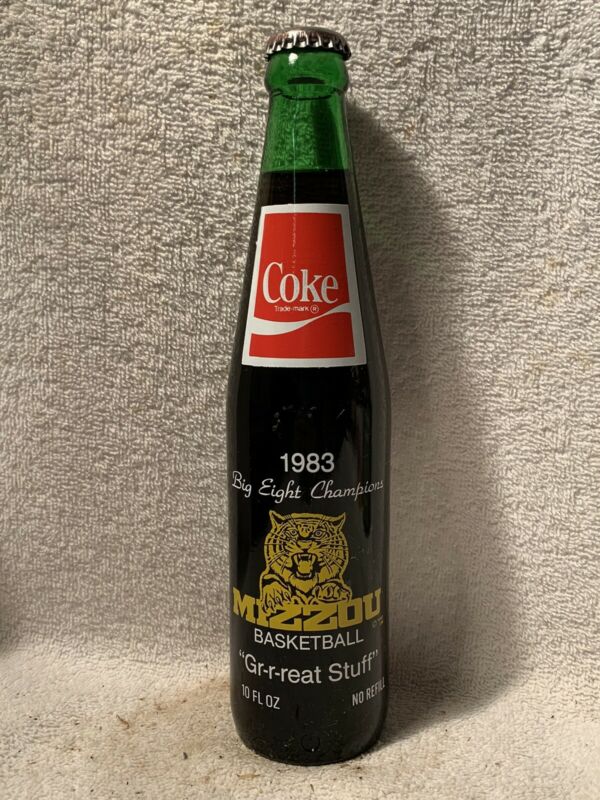 Coke
Trade-mark ®
1983
Big Eight Champions
MIZZOU
BASKETBALL
"Gr-r-reat Stuff"
10 FL OZ NO REFILL